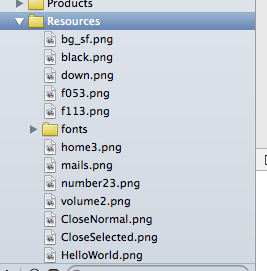 Products
Resources
bg_sf.png
black.png
down.png
f053.png
f113.png
fonts
home3.png
mails.png
number23.png
volume2.png
CloseNormal.png
CloseSelected.png
HelloWorld.png